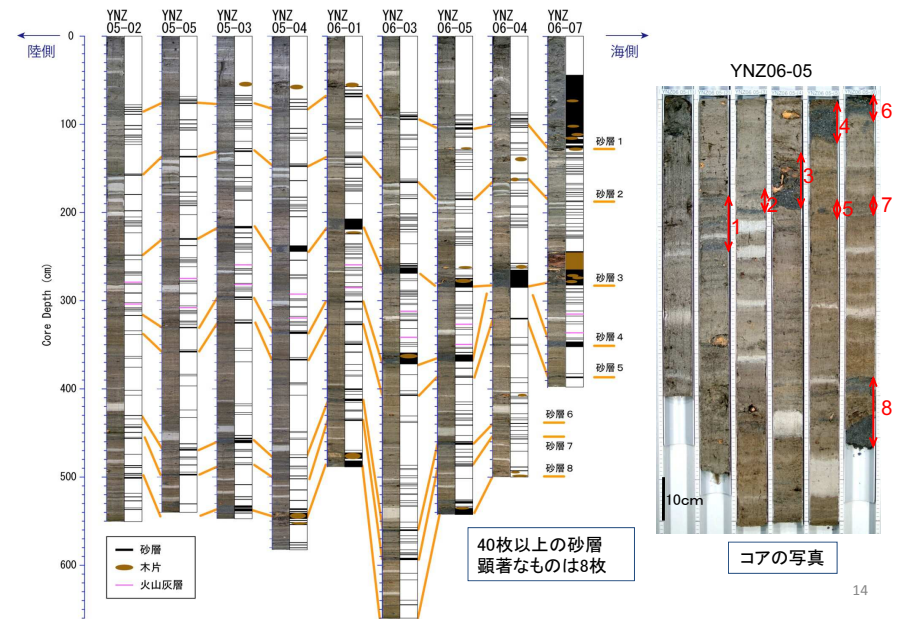 YNZ
05-02
YNZ
05-05
YNZ
05-03
YNZ
05-04
YNZ
06-01
YNZ
06-03
YNZ
06-05
YNZ
06-04
YNZ
06-07
陸側
海側
0
100
200
300
400
500
600
Core Depth (cm)
砂層 1
砂層 2
砂層 3
砂層 4
砂層 5
砂層 6
砂層 7
砂層 8
砂層
木片
火山灰層
40枚以上の砂層
顕著なものは8枚
YNZ06-05
1
2
3
4
5
6
7
8
10cm
コアの写真
14